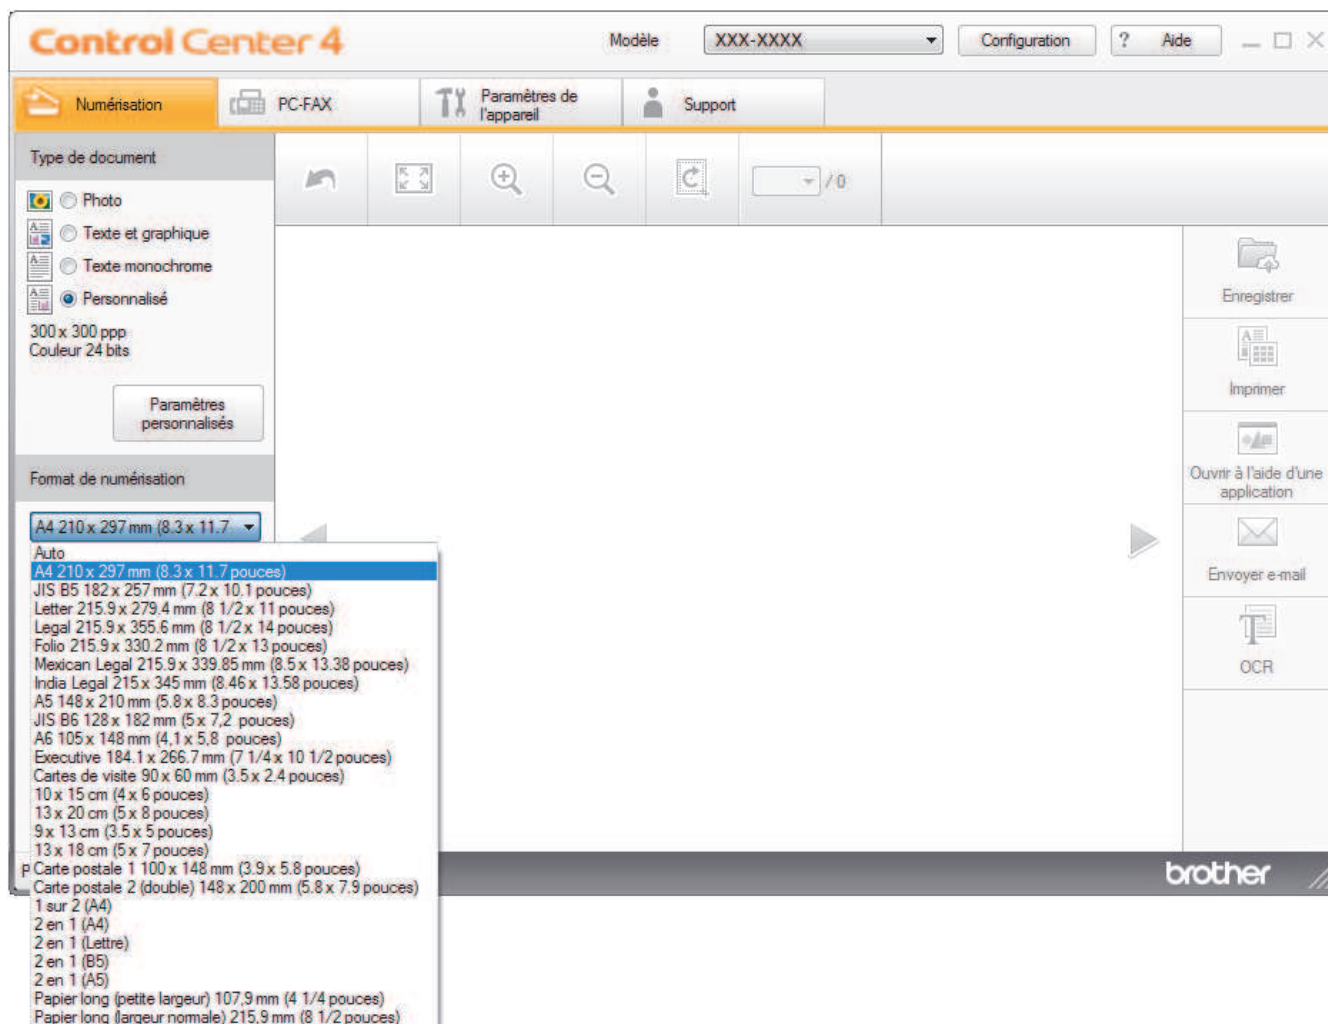 Control Center 4
Modèle
XXX-XXXX
Configuration
? Aide
Numérisation
PC-FAX
Paramètres de
l'appareil
Support
Type de document
/ 0
Photo
Texte et graphique
Texte monochrome
Personnalisé
300 x 300 ppp
Couleur 24 bits
Paramètres
personnalisés
Format de numérisation
A4 210 x 297 mm (8.3 x 11.7
Auto
A4 210 x 297 mm (8.3 x 11.7 pouces)
JIS B5 182 x 257 mm (7.2 x 10.1 pouces)
Letter 215.9 x 279.4 mm (8 1/2 x 11 pouces)
Legal 215.9 x 355.6 mm (8 1/2 x 14 pouces)
Folio 215.9 x 330.2 mm (8 1/2 x 13 pouces)
Mexican Legal 215.9 x 339.85 mm (8.5 x 13.38 pouces)
India Legal 215 x 345 mm (8.46 x 13.58 pouces)
A5 148 x 210 mm (5.8 x 8.3 pouces)
JIS B6 128 x 182 mm (5 x 7,2 pouces)
A6 105 x 148 mm (4,1 x 5,8 pouces)
Executive 184.1 x 266.7 mm (7 1/4 x 10 1/2 pouces)
Cartes de visite 90 x 60 mm (3.5 x 2.4 pouces)
10 x 15 cm (4 x 6 pouces)
13 x 20 cm (5 x 8 pouces)
9 x 13 cm (3.5 x 5 pouces)
13 x 18 cm (5 x 7 pouces)
Carte postale 1 100 x 148 mm (3.9 x 5.8 pouces)
Carte postale 2 (double) 148 x 200 mm (5.8 x 7.9 pouces)
1 sur 2 (A4)
2 en 1 (A4)
2 en 1 (Lettre)
2 en 1 (B5)
2 en 1 (A5)
Papier long (petite largeur) 107,9 mm (4 1/4 pouces)
Papier long (largeur normale) 215,9 mm (8 1/2 pouces)
Enregistrer
Imprimer
Ouvrir à l'aide d'une
application
Envoyer e-mail
OCR
brother